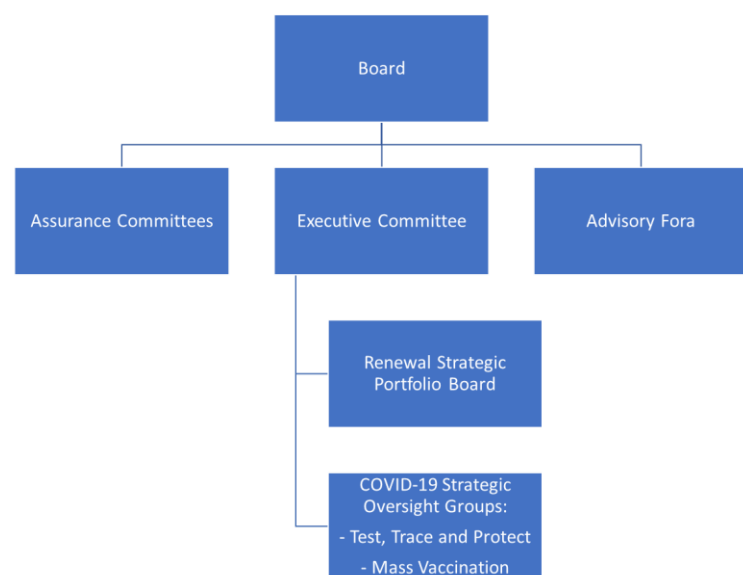 Board
Assurance Committees
Executive Committee
Advisory Fora
Renewal Strategic
Portfolio Board
COVID-19 Strategic
Oversight Groups:
- Test, Trace and Protect
- Mass Vaccination